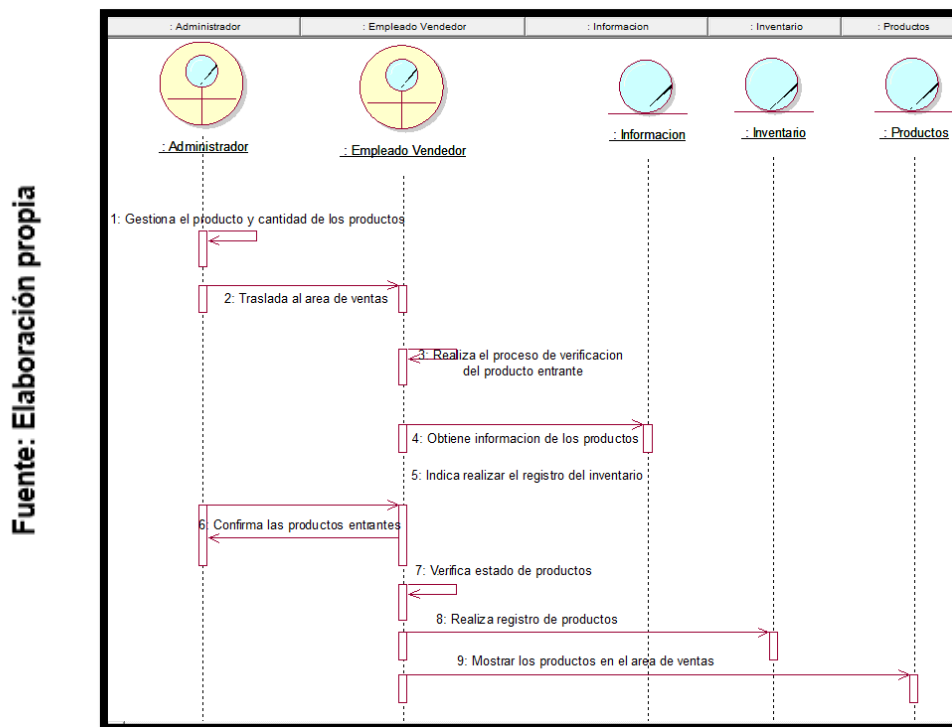 : Administrador
: Empleado Vendedor
: Informacion
: Inventario
: Productos
: Administrador
: Empleado Vendedor
: Informacion
: Inventario
: Productos
1: Gestiona el producto y cantidad de los productos
2: Traslada al area de ventas
3: Realiza el proceso de verificacion
del producto entrante
4: Obtiene informacion de los productos
5: Indica realizar el registro del inventario
6: Confirma las productos entrantes
7: Verifica estado de productos
8: Realiza registro de productos
9: Mostrar los productos en el area de ventas
Fuente: Elaboración propia